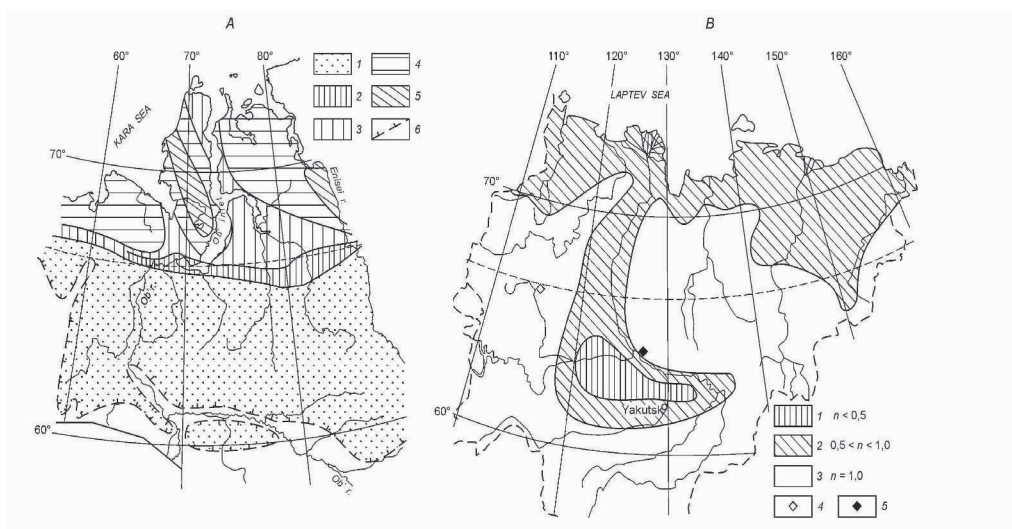 A
60°
70°
80°
1
4
2
5
3
6
KARA SEA
70°
Enisei r.
Ob' r.
60°
Ob' r.
B
110°
120°
130°
140°
150°
160°
LAPTEV SEA
70°
60°
Yakutsk
1 n < 0,5
2 0,5 < n < 1,0
3 n = 1,0
4
5